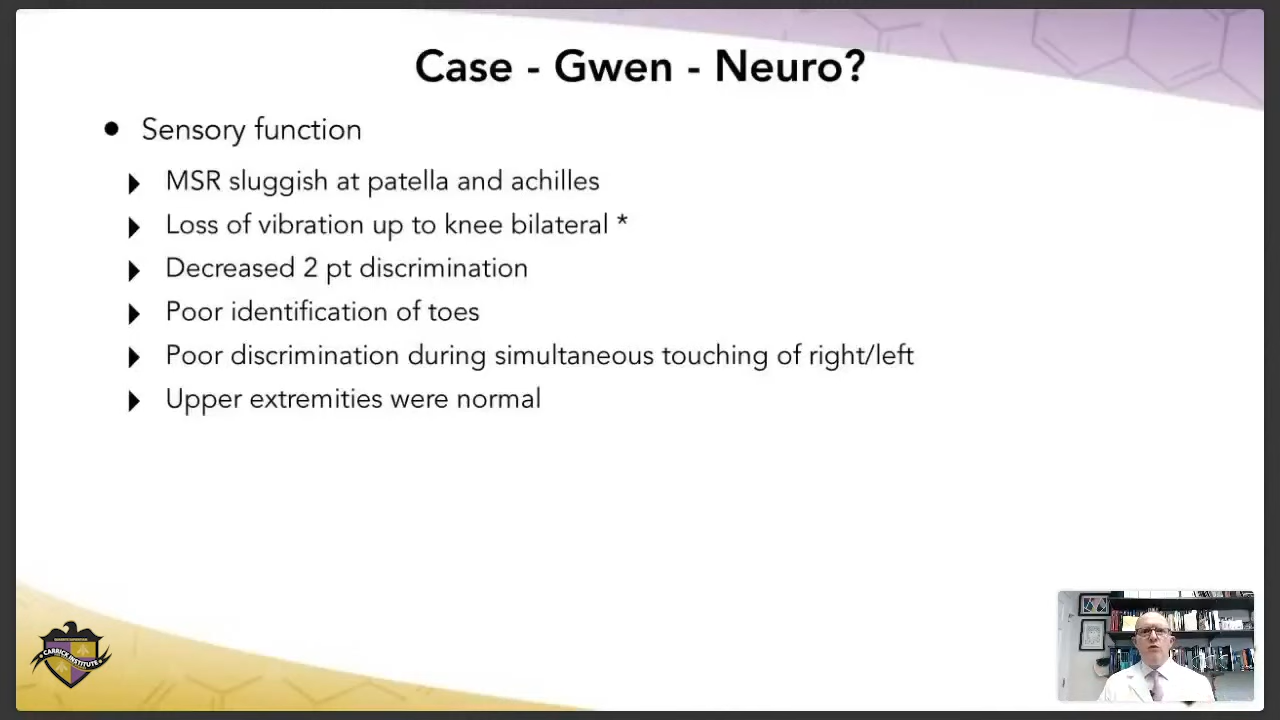 Case - Gwen - Neuro?
● Sensory function
MSR sluggish at patella and achilles
Loss of vibration up to knee bilateral *
Decreased 2 pt discrimination
Poor identification of toes
Poor discrimination during simultaneous touching of right/left
Upper extremities were normal
CARRICK INSTITUTE